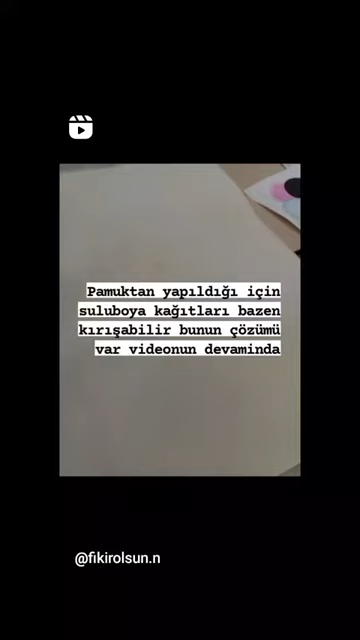 Pamuktan yapıldığı için
suluboya kağıtları bazen
kırışabilir bunun çözümü
var videonun devaminda
@fikirolsun.n